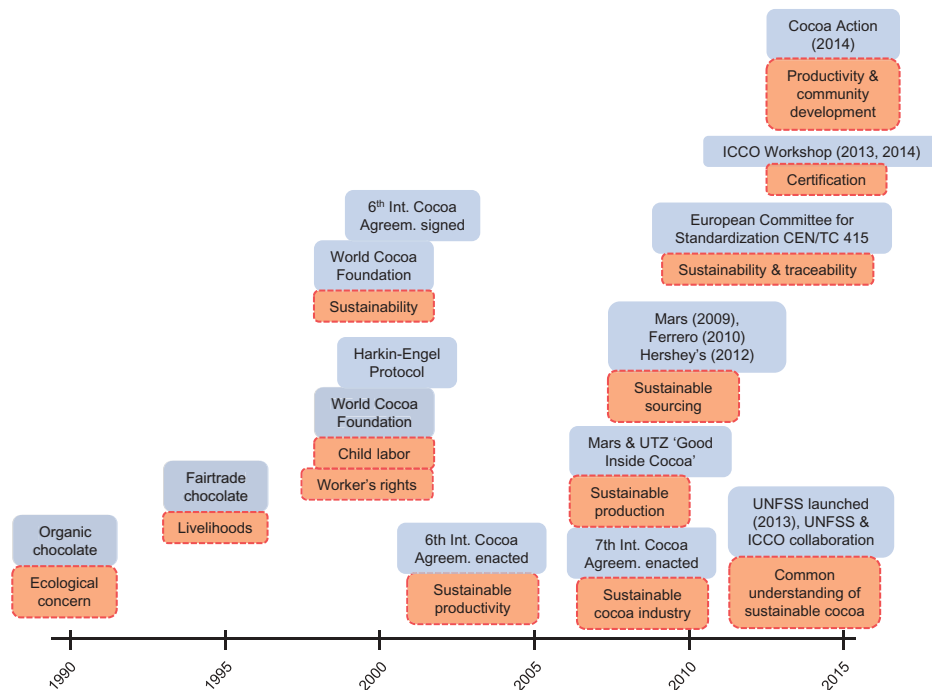 Cocoa Action
(2014)
Productivity &
community
development
ICCO Workshop (2013, 2014)
Certification
6th Int. Cocoa
Agreem. signed
European Committee for
Standardization CEN/TC 415
World Cocoa
Foundation
Sustainability & traceability
Sustainability
Mars (2009),
Ferrero (2010)
Hershey's (2012)
Harkin-Engel
Protocol
Sustainable
sourcing
World Cocoa
Foundation
Mars & UTZ 'Good
Inside Cocoa'
Child labor
Fairtrade
chocolate
Worker's rights
Sustainable
production
UNFSS launched
(2013), UNFSS &
ICCO collaboration
Livelihoods
Organic
chocolate
6th Int. Cocoa
Agreem. enacted
7th Int. Cocoa
Agreem. enacted
Ecological
concern
Sustainable
productivity
Sustainable
cocoa industry
Common
understanding of
sustainable cocoa
1990
1995
2000
2005
2010
2015